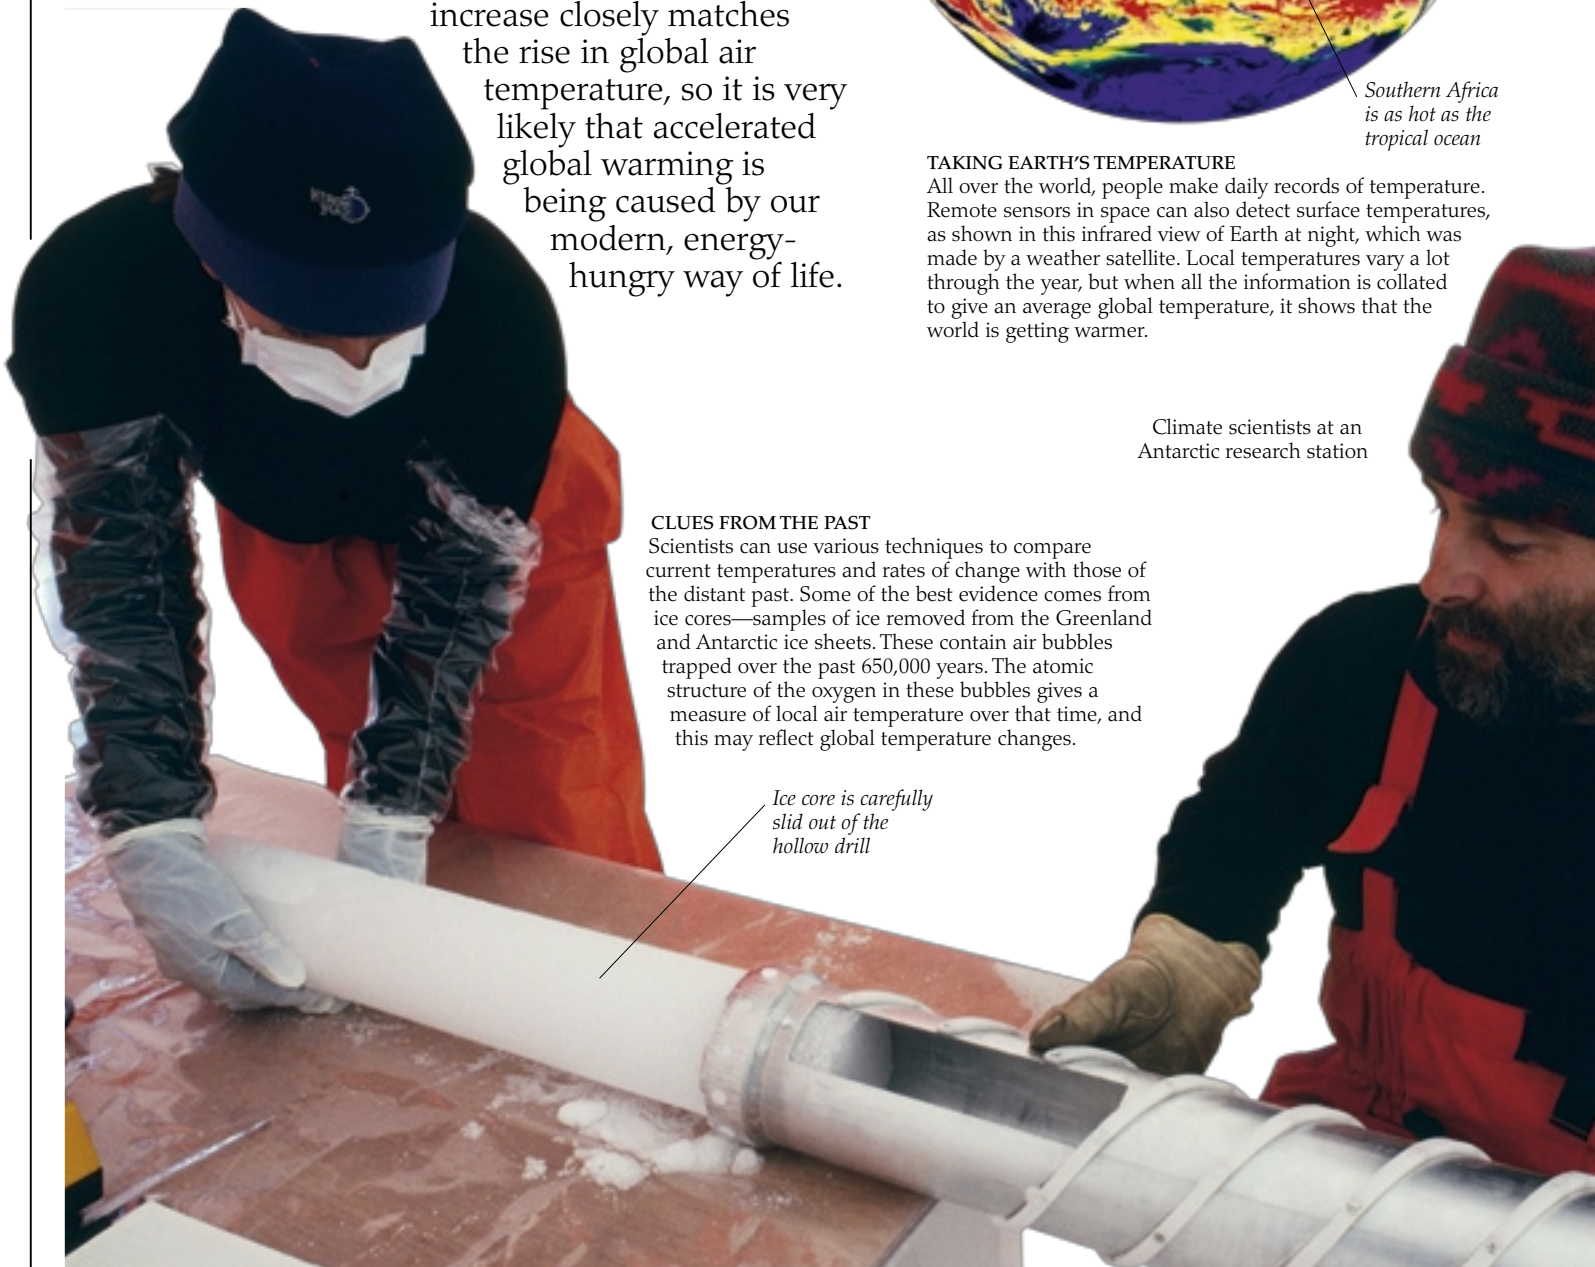 increase closely matches
the rise in global air
temperature, so it is very
likely that accelerated
global warming is
being caused by our
modern, energy-
hungry way of life.
Southern Africa
is as hot as the
tropical ocean
TAKING EARTH'S TEMPERATURE
All over the world, people make daily records of temperature.
Remote sensors in space can also detect surface temperatures,
as shown in this infrared view of Earth at night, which was
made by a weather satellite. Local temperatures vary a lot
through the year, but when all the information is collated
to give an average global temperature, it shows that the
world is getting warmer.
Climate scientists at an
Antarctic research station
CLUES FROM THE PAST
Scientists can use various techniques to compare
current temperatures and rates of change with those of
the distant past. Some of the best evidence comes from
ice cores—samples of ice removed from the Greenland
and Antarctic ice sheets. These contain air bubbles
trapped over the past 650,000 years. The atomic
structure of the oxygen in these bubbles gives a
measure of local air temperature over that time, and
this may reflect global temperature changes.
Ice core is carefully
slid out of the
hollow drill